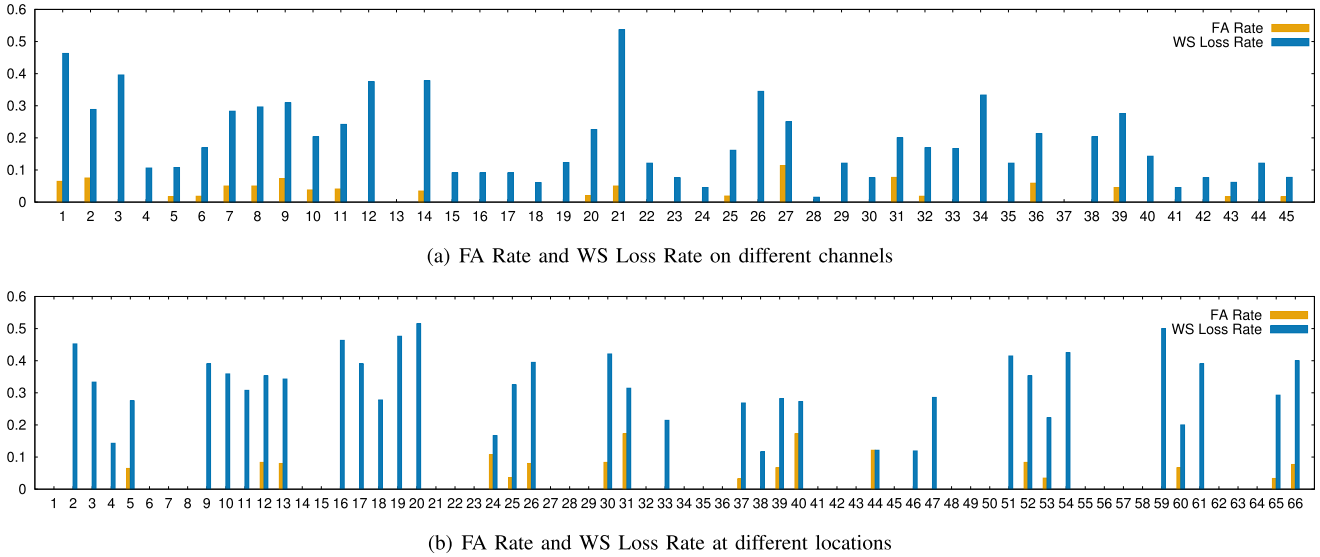 0.6
FA Rate
0.5
WS Loss Rate
0.4
0.3
0.2
0.1
0
1 2 3 4 5 6 7 8 9 10 11 12 13 14 15 16 17 18 19 20 21 22 23 24 25 26 27 28 29 30 31 32 33 34 35 36 37 38 39 40 41 42 43 44 45
(a) FA Rate and WS Loss Rate on different channels
0.6
FA Rate
0.5
WS Loss Rate
0.4
0.3
0.2
0.1
0
1 2 3 4 5 6 7 8 9 10 11 12 13 14 15 16 17 18 19 20 21 22 23 24 25 26 27 28 29 30 31 32 33 34 35 36 37 38 39 40 41 42 43 44 45 46 47 48 49 50 51 52 53 54 55 56 57 58 59 60 61 62 63 64 65 66
(b) FA Rate and WS Loss Rate at different locations